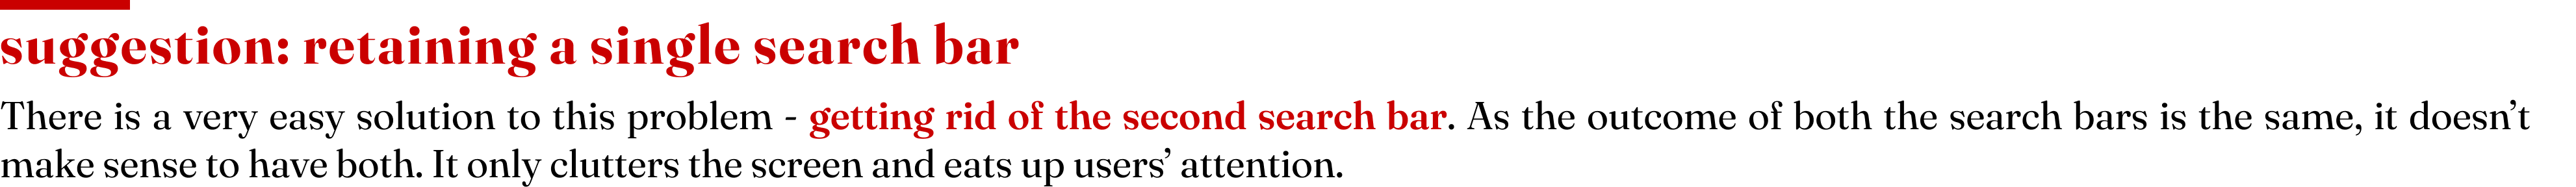 suggestion: retaining a single search bar
There is a very easy solution to this problem - getting rid of the second search bar. As the outcome of both the search bars is the same, it doesn’t
make sense to have both. It only clutters the screen and eats up users’ attention.